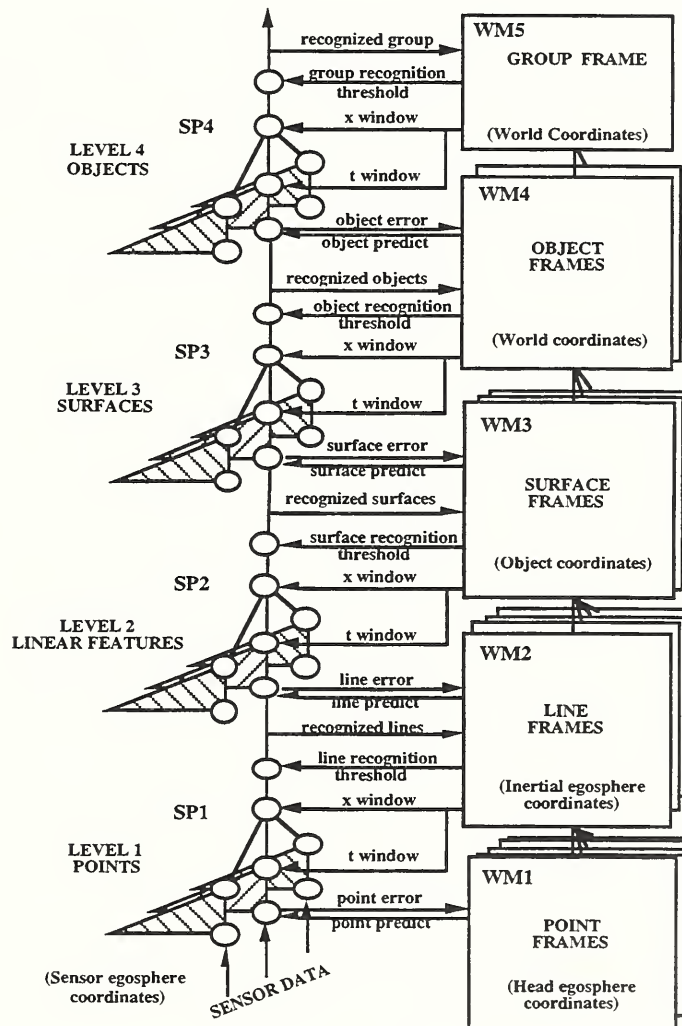 recognized group
WM5
GROUP FRAME
group recognition
threshold
SP4
x window
(World Coordinates)
LEVEL 4
OBJECTS
t window
WM4
object error
object predict
OBJECT
FRAMES
recognized objects
object recognition
threshold
(World coordinates)
SP3
x window
LEVEL 3
SURFACES
t window
WM3
surface error
surface predict
SURFACE
FRAMES
recognized surfaces
surface recognition
threshold
(Object coordinates)
SP2
x window
LEVEL 2
LINEAR FEATURES
t window
WM2
line error
line predict
LINE
FRAMES
recognized lines
line recognition
threshold
(Inertial egosphere
coordinates)
SP1
x window
LEVEL 1
POINTS
t window
WM1
point error
point predict
POINT
FRAMES
(Sensor egosphere
coordinates)
SENSOR DATA
(Head egosphere
coordinates)